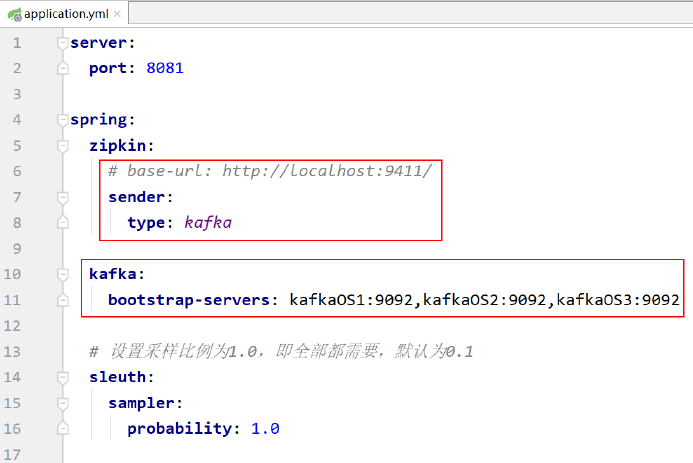 application.yml
1 server:
2   port: 8081
3
4 spring:
5   zipkin:
6     # base-url: http://localhost:9411/
7     sender:
8       type: kafka
9
10   kafka:
11     bootstrap-servers: kafkaOS1:9092,kafkaOS2:9092,kafkaOS3:9092
12
13   # 设置采样比例为1.0，即全部都需要，默认为0.1
14   sleuth:
15     sampler:
16       probability: 1.0
17